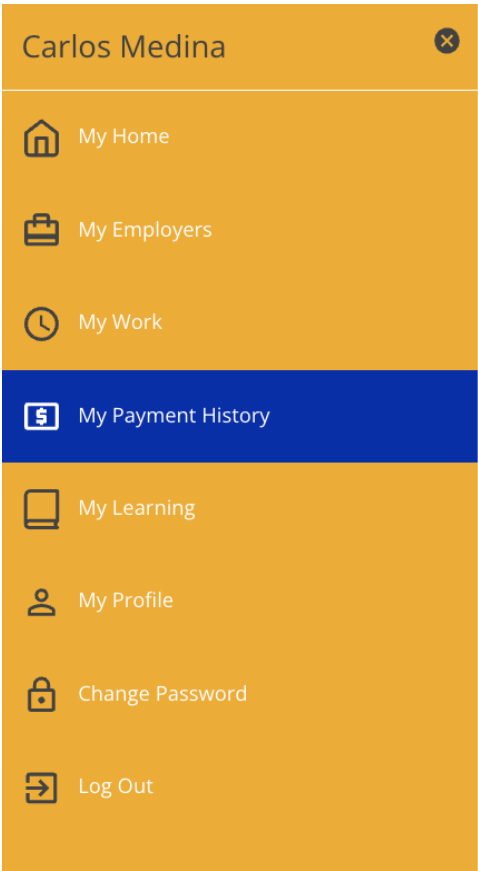 Carlos Medina
My Home
My Employers
My Work
My Payment History
My Learning
My Profile
Change Password
Log Out